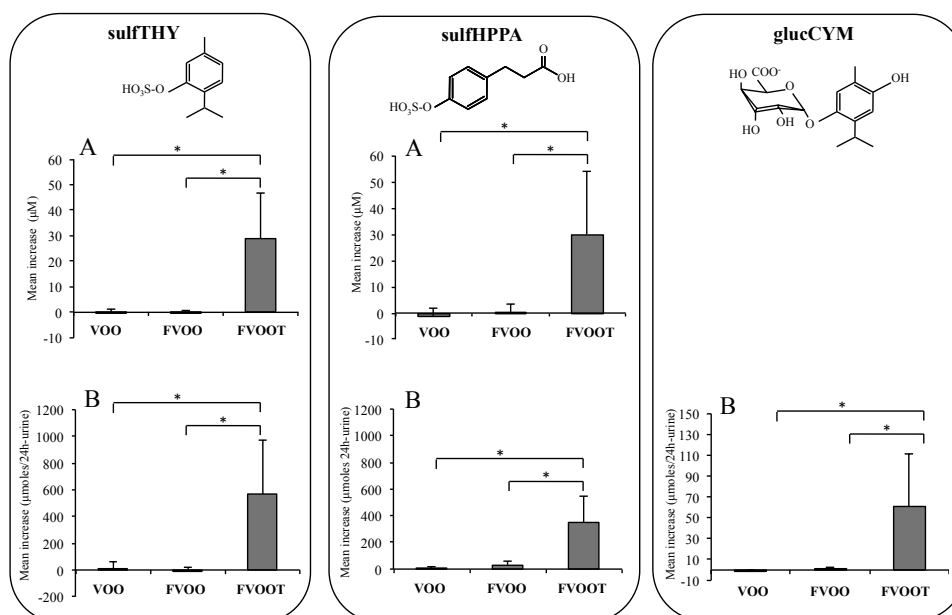 sulfTHY
HO₃S-O
A
*
*
Mean increase (µM)
60
50
40
30
20
10
0
-10
VOO FVOO FVOOT
B
*
*
Mean increase (µmoles/24h-urine)
1200
1000
800
600
400
200
0
-200
VOO FVOO FVOOT
sulfHPPA
O
OH
HO₃S-O
A
*
*
Mean increase (µM)
60
50
40
30
20
10
0
-10
VOO FVOO FVOOT
B
*
*
Mean increase (µmoles 24h-urine)
1200
1000
800
600
400
200
0
VOO FVOO FVOOT
glucCYM
HO COO⁻ OH
O
HO OH O
B
*
*
Mean increase (µmoles/24h-urine)
150
130
110
90
70
50
30
10
-10
VOO FVOO FVOOT